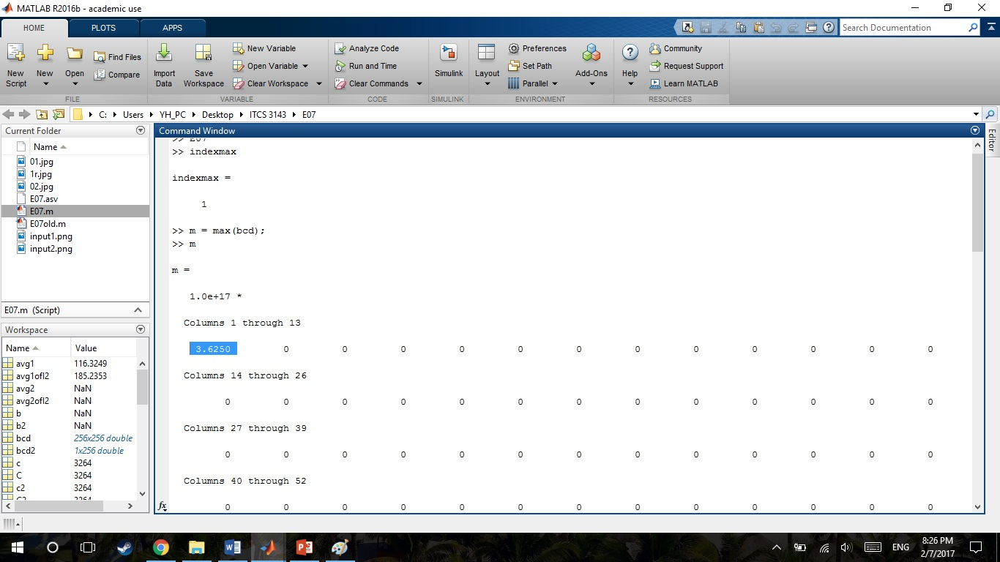 MATLAB R2016b - academic use
HOME PLOTS APPS
Search Documentation
New Script
New
Open
Find Files
Compare
FILE
Import Data
Save Workspace
New Variable
Open Variable
Clear Workspace
VARIABLE
Analyze Code
Run and Time
Clear Commands
CODE
Simulink
SIMULINK
Layout
Preferences
Set Path
Parallel
Add-Ons
ENVIRONMENT
Help
Community
Request Support
Learn MATLAB
RESOURCES
C: Users YH_PC Desktop ITCS 3143 E07
Current Folder
Name
01.jpg
1r.jpg
02.jpg
E07.asv
E07.m
E07old.m
input1.png
input2.png
E07.m (Script)
Workspace
Name Value
avg1 116.3249
avg1ofI2 185.2353
avg2 NaN
avg2ofI2 NaN
b NaN
b2 NaN
bcd 256x256 double
bcd2 1x256 double
c 3264
C 3264
c2 3264
C2 3264
Command Window
>> E07
>> indexmax
indexmax =
1
>> m = max(bcd);
>> m
m =
1.0e+17 *
Columns 1 through 13
3.6250 0 0 0 0 0 0 0 0 0 0 0 0
Columns 14 through 26
0 0 0 0 0 0 0 0 0 0 0 0 0
Columns 27 through 39
0 0 0 0 0 0 0 0 0 0 0 0 0
Columns 40 through 52
0 0 0 0 0 0 0 0 0 0 0 0 0
fx
Editor
ENG
8:26 PM
2/7/2017